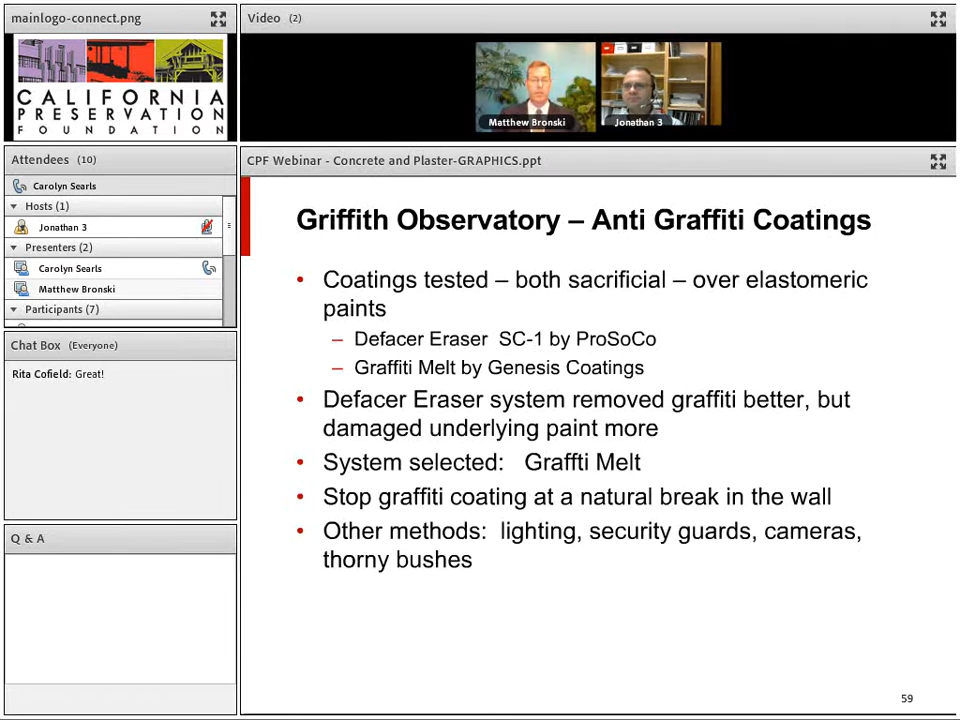 mainlogo-connect.png
CALIFORNIA
PRESERVATION
FOUNDATION
Video (2)
Matthew Bronski
Jonathan 3
Attendees (10)
Carolyn Searls
Hosts (1)
Jonathan 3
Presenters (2)
Carolyn Searls
Matthew Bronski
Participants (7)
Chat Box (Everyone)
Rita Cofield: Great!
Q & A
CPF Webinar - Concrete and Plaster-GRAPHICS.ppt
Griffith Observatory – Anti Graffiti Coatings
• Coatings tested – both sacrificial – over elastomeric
paints
– Defacer Eraser SC-1 by ProSoCo
– Graffiti Melt by Genesis Coatings
• Defacer Eraser system removed graffiti better, but
damaged underlying paint more
• System selected: Graffti Melt
• Stop graffiti coating at a natural break in the wall
• Other methods: lighting, security guards, cameras,
thorny bushes
59